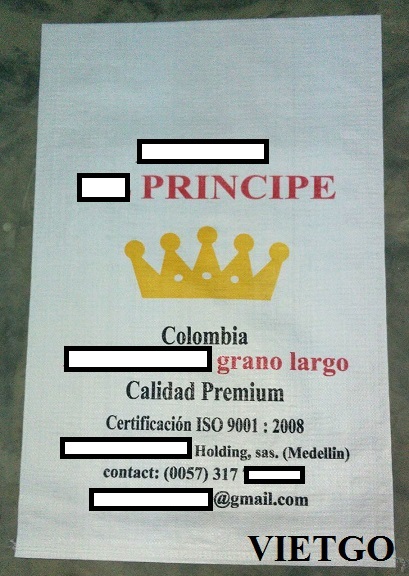 PRINCIPE
Colombia
grano largo
Calidad Premium
Certificación ISO 9001 : 2008
Holding, sas. (Medellin)
contact: (0057) 317
@gmail.com
VIETGO